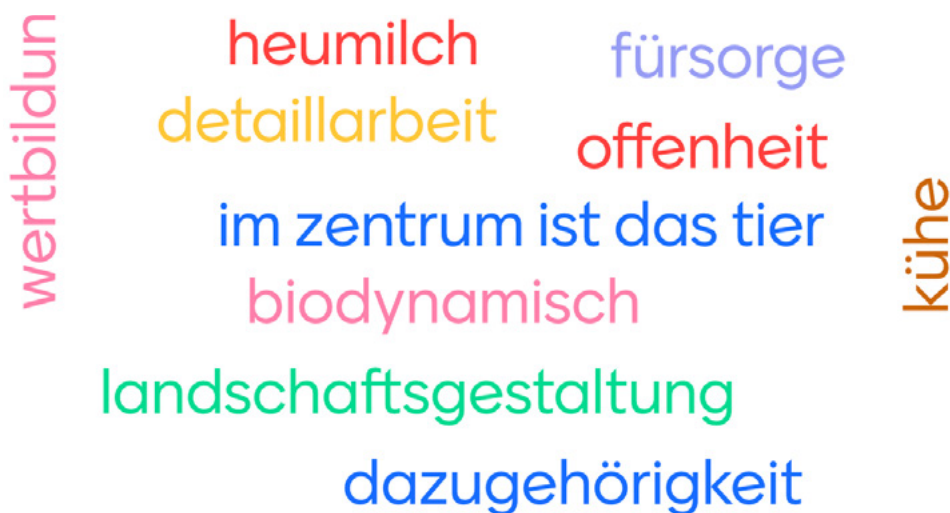 wertbildun
heumilch
fürsorge
detaillarbeit
offenheit
im zentrum ist das tier
kühe
biodynamisch
landschaftsgestaltung
dazugehörigkeit